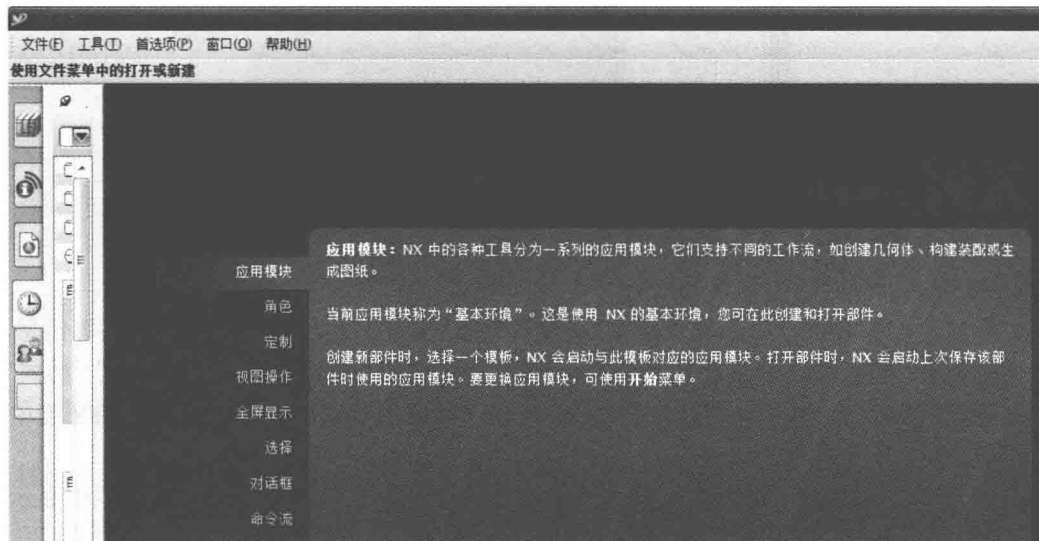 文件(F) 工具(T) 首选项(P) 窗口(O) 帮助(H)
使用文件菜单中的打开或新建
应用模块
角色
定制
视图操作
全屏显示
选择
对话框
命令流
应用模块：NX 中的各种工具分为一系列的应用模块，它们支持不同的工作流，如创建几何体、构建装配或生
成图纸。
当前应用模块称为“基本环境”。这是使用 NX 的基本环境，您可在此创建和打开部件。
创建新部件时，选择一个模板，NX 会启动与此模板对应的应用模块。打开部件时，NX 会启动上次保存该部
件时使用的应用模块。要更换应用模块，可使用开始菜单。